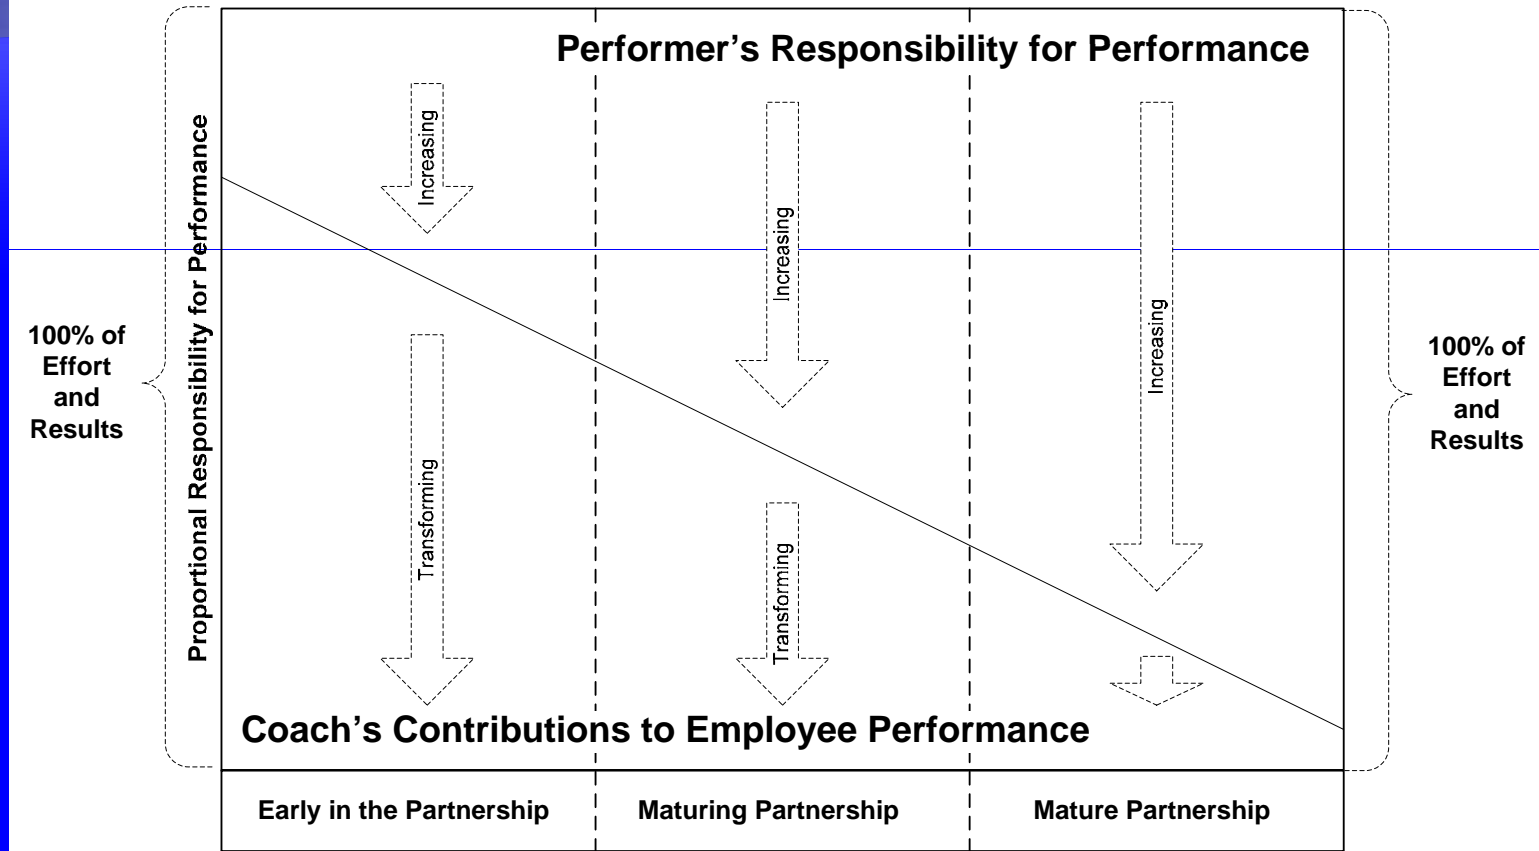 Performer’s Responsibility for Performance
Proportional Responsibility for Performance
100% of
Effort
and
Results
Increasing
Increasing
Increasing
100% of
Effort
and
Results
Transforming
Transforming
Coach’s Contributions to Employee Performance
Early in the Partnership
Maturing Partnership
Mature Partnership